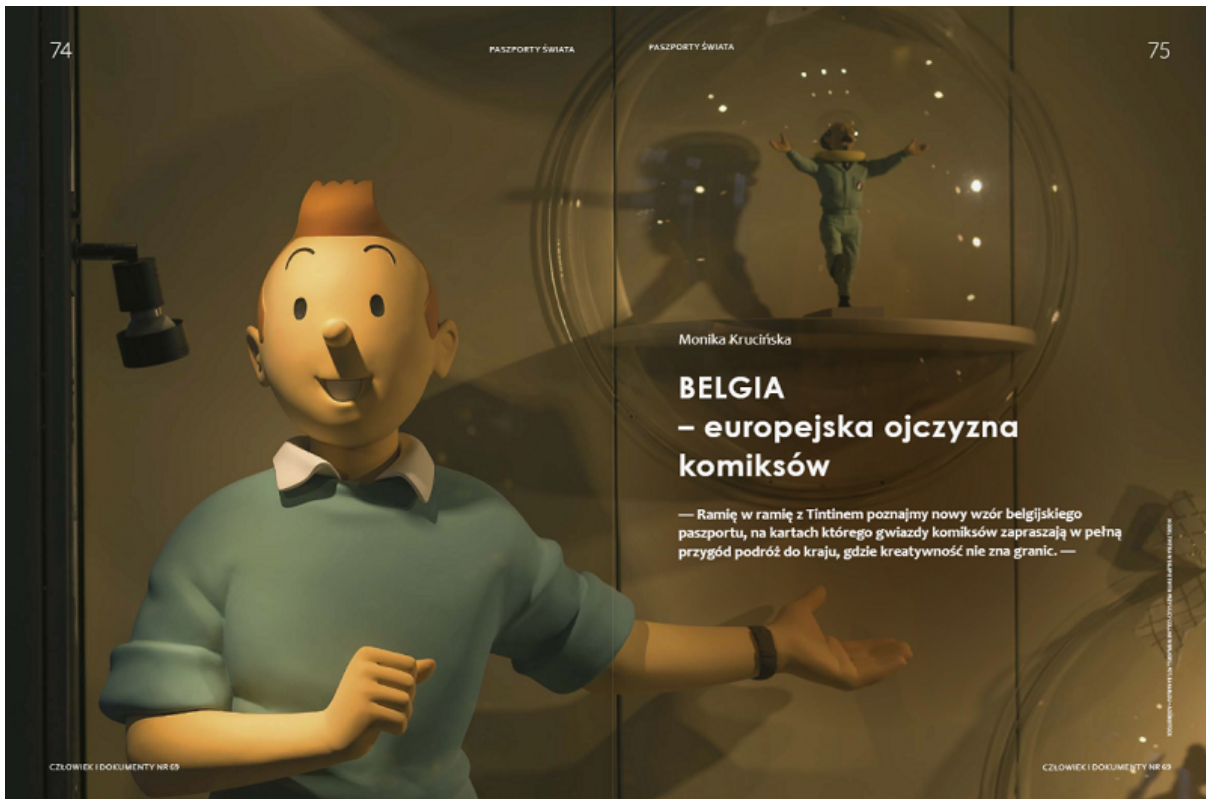 74
PASZPORTY ŚWIATA
PASZPORTY ŚWIATA
75
Monika Krucińska
BELGIA
– europejska ojczyzna
komiksów
— Ramię w ramię z Tintinem poznajmy nowy wzór belgijskiego
paszportu, na kartach którego gwiazdy komiksów zapraszają w pełną
przygód podróż do kraju, gdzie kreatywność nie zna granic. —
CZŁOWIEK I DOKUMENTY NR 69
CZŁOWIEK I DOKUMENTY NR 69